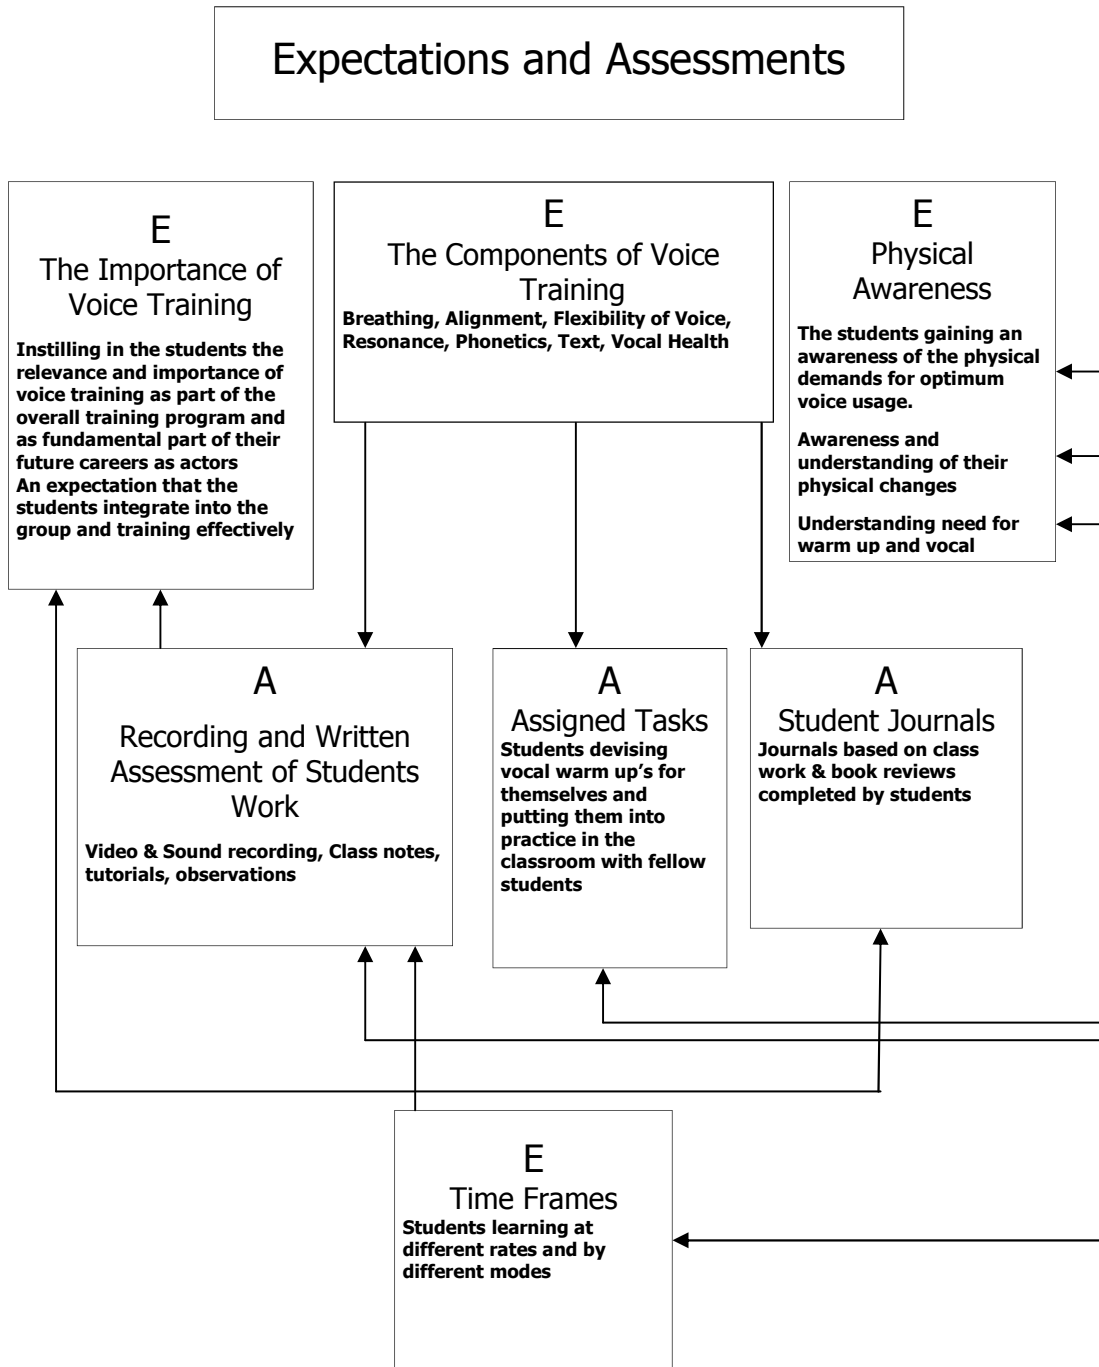 Expectations and Assessments
E
The Importance of
Voice Training
Instilling in the students the
relevance and importance of
voice training as part of the
overall training program and
as fundamental part of their
future careers as actors
An expectation that the
students integrate into the
group and training effectively
E
The Components of Voice
Training
Breathing, Alignment, Flexibility of Voice,
Resonance, Phonetics, Text, Vocal Health
E
Physical
Awareness
The students gaining an
awareness of the physical
demands for optimum
voice usage.
Awareness and
understanding of their
physical changes
Understanding need for
warm up and vocal
A
Recording and Written
Assessment of Students
Work
Video & Sound recording, Class notes,
tutorials, observations
A
Assigned Tasks
Students devising
vocal warm up’s for
themselves and
putting them into
practice in the
classroom with fellow
students
A
Student Journals
Journals based on class
work & book reviews
completed by students
E
Time Frames
Students learning at
different rates and by
different modes